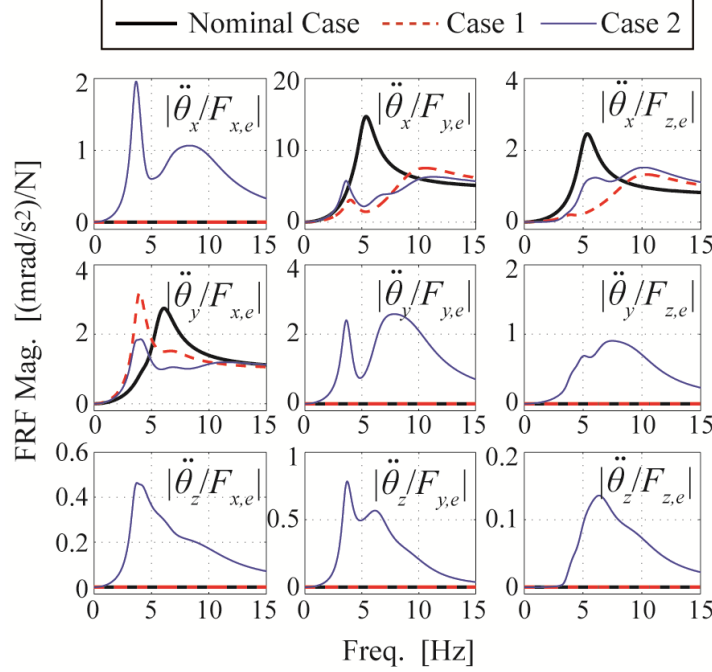 Nominal Case Case 1 Case 2
FRF Mag. [(mrad/s²)/N]
2 1 0 |θ̈x/Fx,e| 0 5 10 15
20 10 0 |θ̈x/Fy,e| 0 5 10 15
4 2 0 |θ̈x/Fz,e| 0 5 10 15
4 2 0 |θ̈y/Fx,e| 0 5 10 15
4 2 0 |θ̈y/Fy,e| 0 5 10 15
2 1 0 |θ̈y/Fz,e| 0 5 10 15
0.6 0.4 0.2 0 |θ̈z/Fx,e| 0 5 10 15
1 0.5 0 |θ̈z/Fy,e| 0 5 10 15
0.2 0.1 0 |θ̈z/Fz,e| 0 5 10 15
Freq. [Hz]